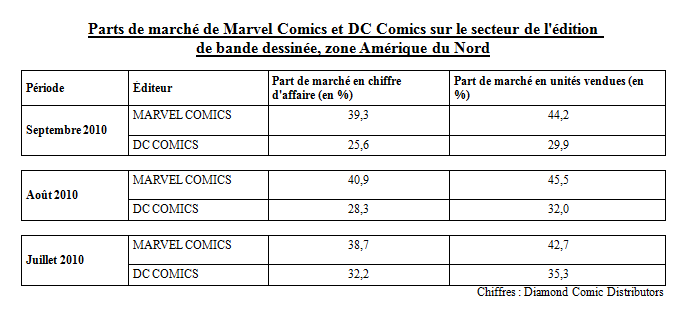 Parts de marché de Marvel Comics et DC Comics sur le secteur de l'édition
de bande dessinée, zone Amérique du Nord
Période Éditeur Part de marché en chiffre d'affaire (en %) Part de marché en unités vendues (en %)
Septembre 2010 MARVEL COMICS 39,3 44,2
DC COMICS 25,6 29,9
Août 2010 MARVEL COMICS 40,9 45,5
DC COMICS 28,3 32,0
Juillet 2010 MARVEL COMICS 38,7 42,7
DC COMICS 32,2 35,3
Chiffres : Diamond Comic Distributors